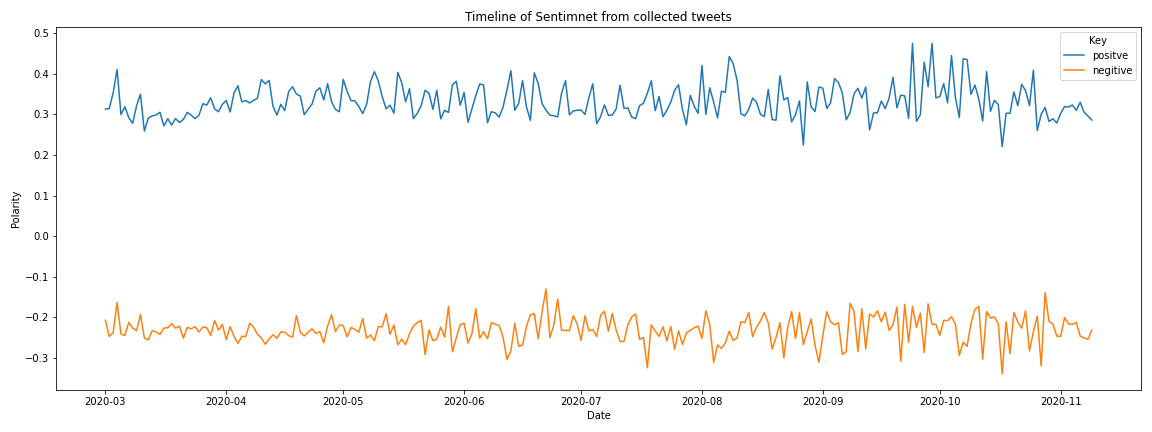 Timeline of Sentimnet from collected tweets
Key
positve
negitive
Polarity
0.5
0.4
0.3
0.2
0.1
0.0
−0.1
−0.2
−0.3
2020-03 2020-04 2020-05 2020-06 2020-07 2020-08 2020-09 2020-10 2020-11
Date